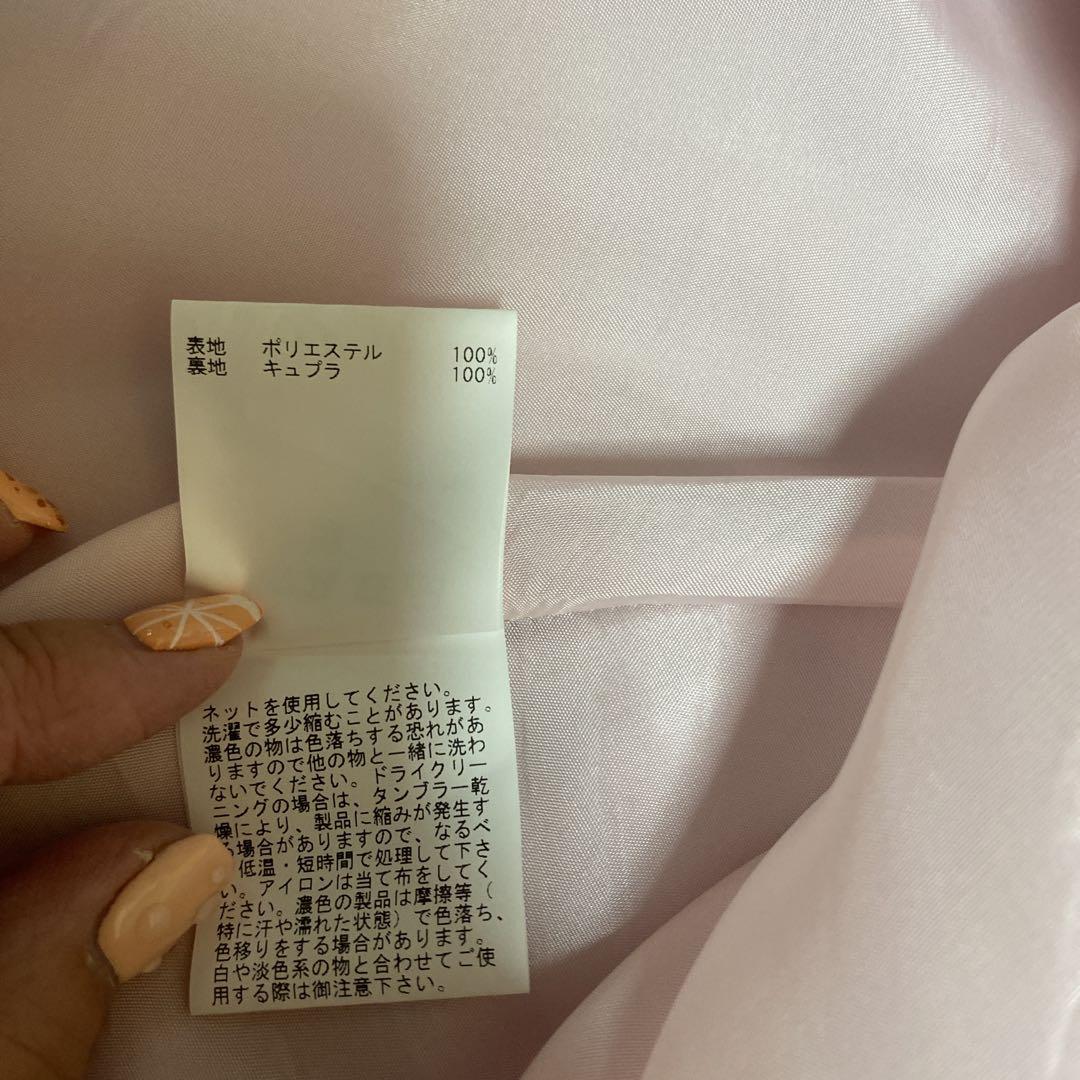 表地 ポリエステル 100%
裏地 キュプラ 100%
ネットを使用してください。
洗濯で多少縮むことがあります。
濃色の物は色落ちする恐れがあ
りますので他の物と一緒に洗わ
ないでください。ドライクリー
ニングの場合は、タンブラー乾
燥により、製品に縮みが発生す
る場合がありますので、なるべ
低温・短時間で処理して下さ
い。アイロンは当て布をしてく
ださい。濃色の製品は摩擦等（
特に汗や濡れた状態）で色落ち、
色移りをする場合があります。
白や淡色系の物と合わせてご使
用する際は御注意下さい。